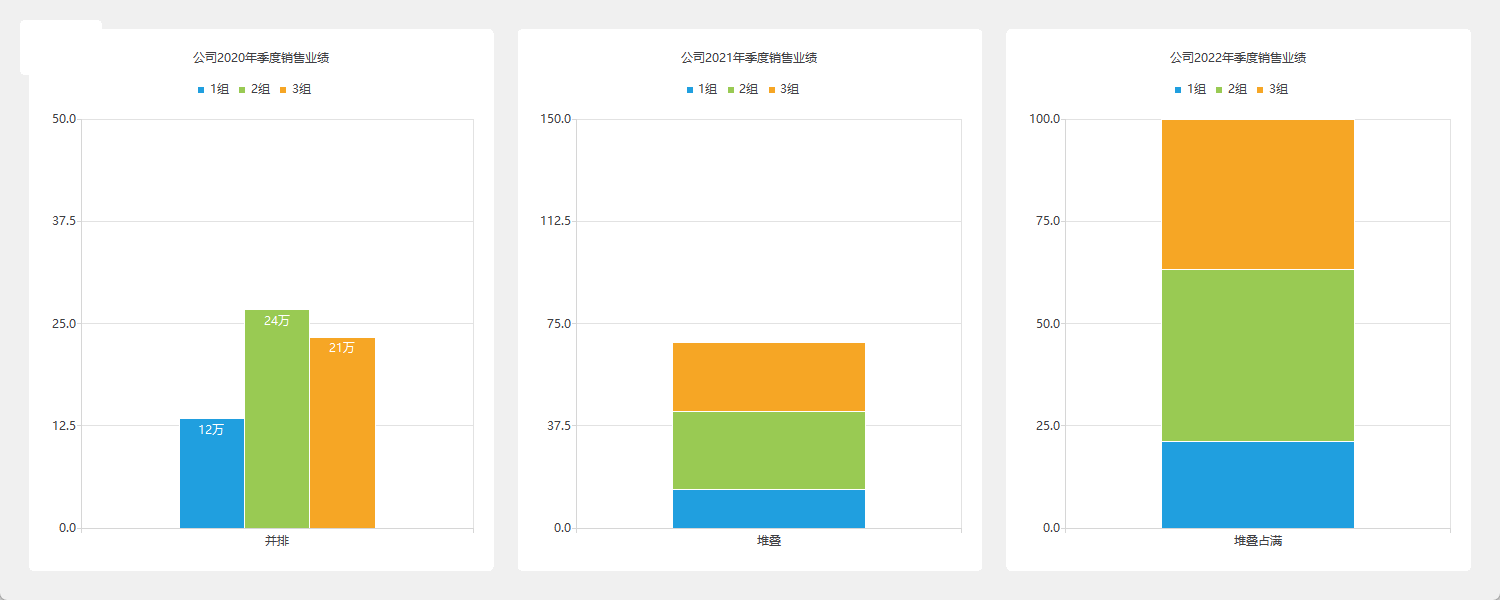 公司2020年季度销售业绩
1组 2组 3组
50.0
37.5
25.0
12.5
0.0
24万
21万
12万
并排
公司2021年季度销售业绩
1组 2组 3组
150.0
112.5
75.0
37.5
0.0
堆叠
公司2022年季度销售业绩
1组 2组 3组
100.0
75.0
50.0
25.0
0.0
堆叠占满